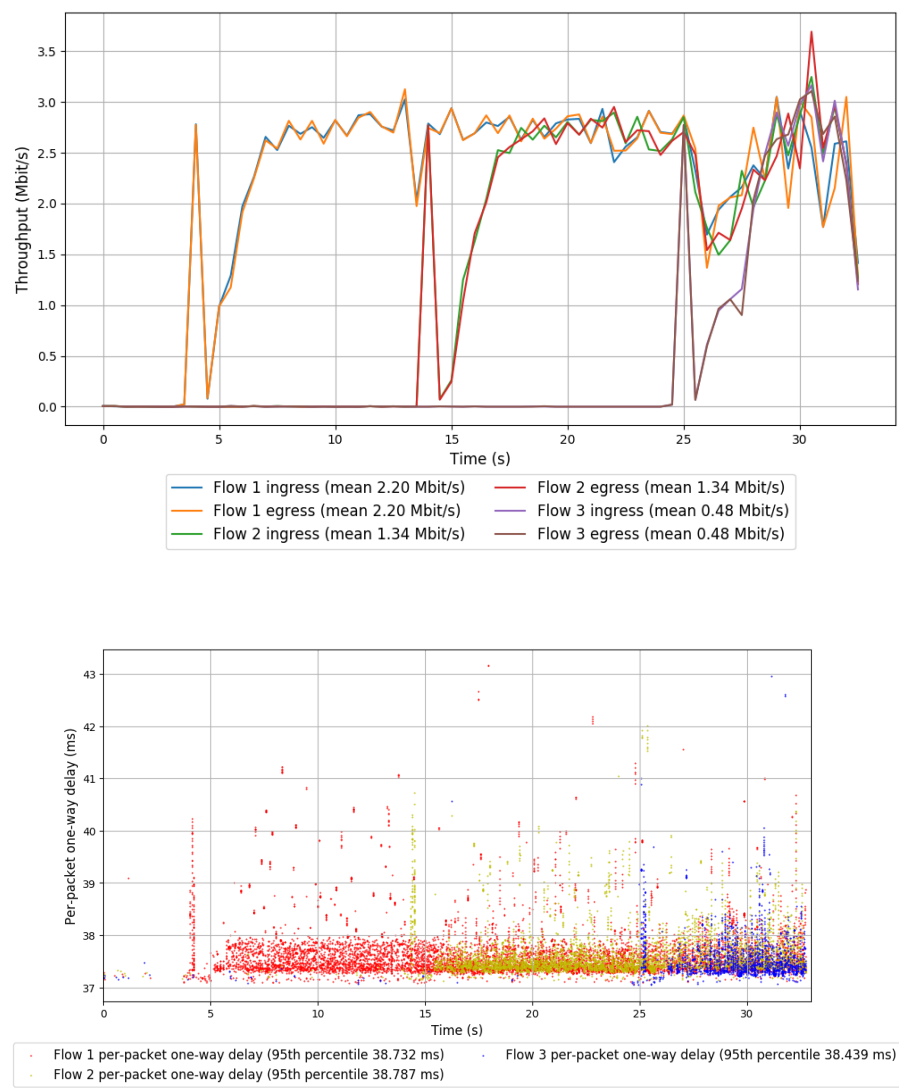 3.5
3.0
2.5
2.0
1.5
1.0
0.5
0.0
Throughput (Mbit/s)
0 5 10 15 20 25 30
Time (s)
Flow 1 ingress (mean 2.20 Mbit/s)
Flow 1 egress (mean 2.20 Mbit/s)
Flow 2 ingress (mean 1.34 Mbit/s)
Flow 2 egress (mean 1.34 Mbit/s)
Flow 3 ingress (mean 0.48 Mbit/s)
Flow 3 egress (mean 0.48 Mbit/s)
43
42
41
40
39
38
37
Per-packet one-way delay (ms)
0 5 10 15 20 25 30
Time (s)
Flow 1 per-packet one-way delay (95th percentile 38.732 ms)
Flow 2 per-packet one-way delay (95th percentile 38.787 ms)
Flow 3 per-packet one-way delay (95th percentile 38.439 ms)